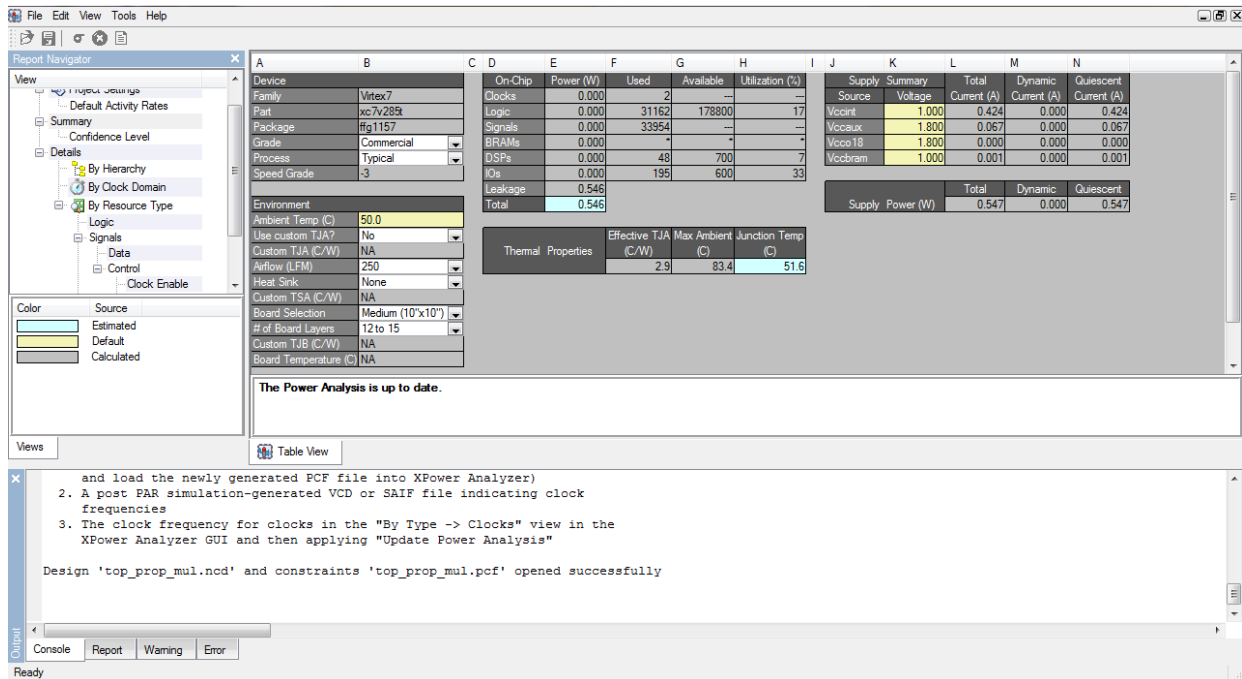 File Edit View Tools Help
Report Navigator
View
Project Settings
Default Activity Rates
Summary
Confidence Level
Details
By Hierarchy
By Clock Domain
By Resource Type
Logic
Signals
Data
Control
Clock Enable
Color Source
Estimated
Default
Calculated
Views
A B C D E F G H I J K L M N
Device
Family Virtex7
Part xc7v285t
Package ffg1157
Grade Commercial
Process Typical
Speed Grade -3
Environment
Ambient Temp (C) 50.0
Use custom TJA? No
Custom TJA (C/W) NA
Airflow (LFM) 250
Heat Sink None
Custom TSA (C/W) NA
Board Selection Medium (10"x10")
# of Board Layers 12 to 15
Custom TJB (C/W) NA
Board Temperature (C) NA
On-Chip Power (W) Used Available Utilization (%)
Clocks 0.000 2 --- ---
Logic 0.000 31162 178800 17
Signals 0.000 33954 --- ---
BRAMs 0.000 * * *
DSPs 0.000 48 700 7
IOs 0.000 195 600 33
Leakage 0.546
Total 0.546
Effective TJA Max Ambient Junction Temp
Thermal Properties (C/W) (C) (C)
2.9 83.4 51.6
Supply Summary Total Dynamic Quiescent
Source Voltage Current (A) Current (A) Current (A)
Vccint 1.000 0.424 0.000 0.424
Vccaux 1.800 0.067 0.000 0.067
Vcco18 1.800 0.000 0.000 0.000
Vccbram 1.000 0.001 0.000 0.001
Total Dynamic Quiescent
Supply Power (W) 0.547 0.000 0.547
The Power Analysis is up to date.
Table View
and load the newly generated PCF file into XPower Analyzer)
2. A post PAR simulation-generated VCD or SAIF file indicating clock
frequencies
3. The clock frequency for clocks in the "By Type -> Clocks" view in the
XPower Analyzer GUI and then applying "Update Power Analysis"
Design 'top_prop_mul.ncd' and constraints 'top_prop_mul.pcf' opened successfully
Output
Console Report Warning Error
Ready